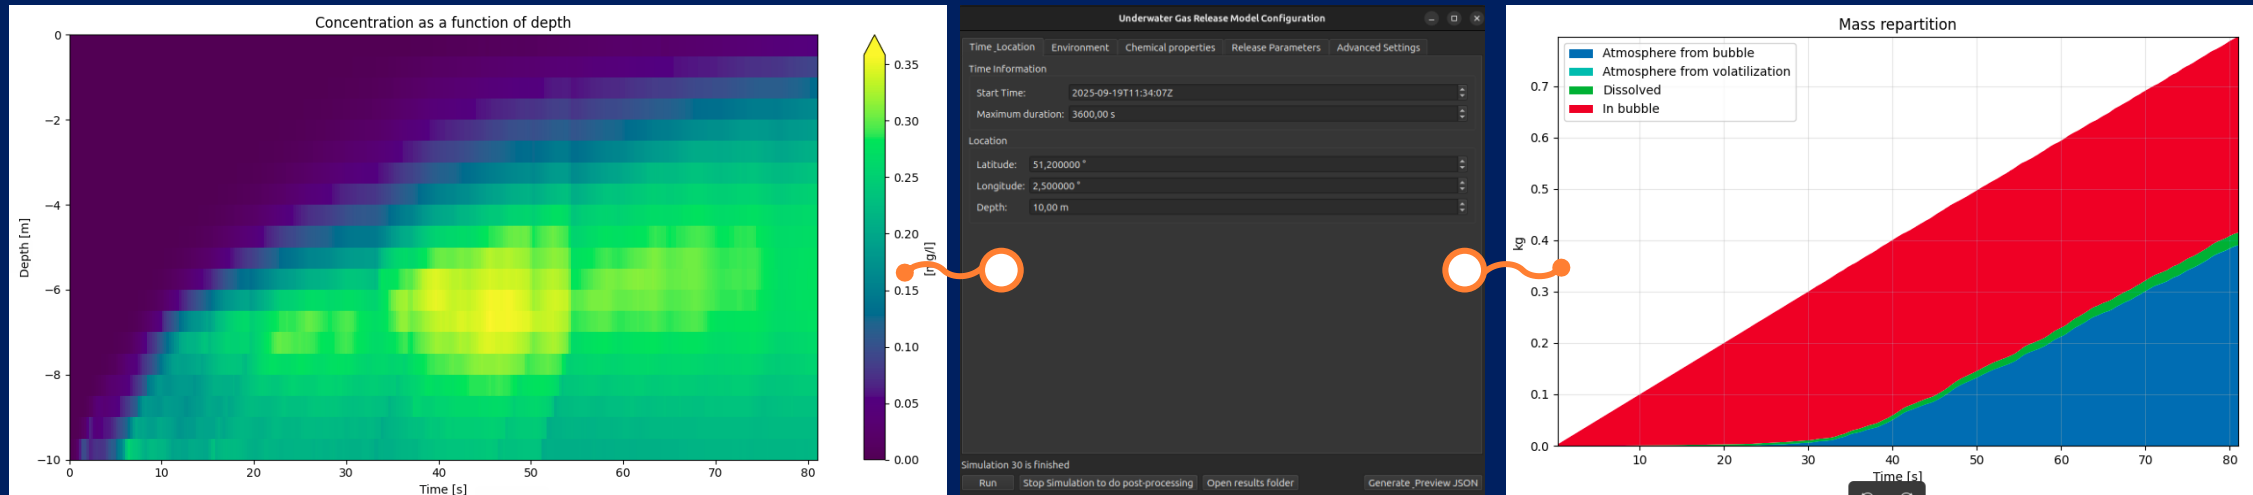 Concentration as a function of depth
0
−2
−4
−6
−8
−10
Depth [m]
0 10 20 30 40 50 60 70 80
Time [s]
0.35
0.30
0.25
0.20
0.15
0.10
0.05
0.00
Underwater Gas Release Model Configuration
Time_Location Environment Chemical properties Release Parameters Advanced Settings
Time Information
Start Time: 2025-09-19T11:34:07Z
Maximum duration: 3600,00 s
Location
Latitude: 51,200000 °
Longitude: 2,500000 °
Depth: 10,00 m
Simulation 30 is finished
Run Stop Simulation to do post-processing Open results folder Generate_Preview JSON
Mass repartition
Atmosphere from bubble
Atmosphere from volatilization
Dissolved
In bubble
0.7
0.6
0.5
0.4
0.3
0.2
0.1
0.0
kg
10 20 30 40 50 60 70 80
Time [s]